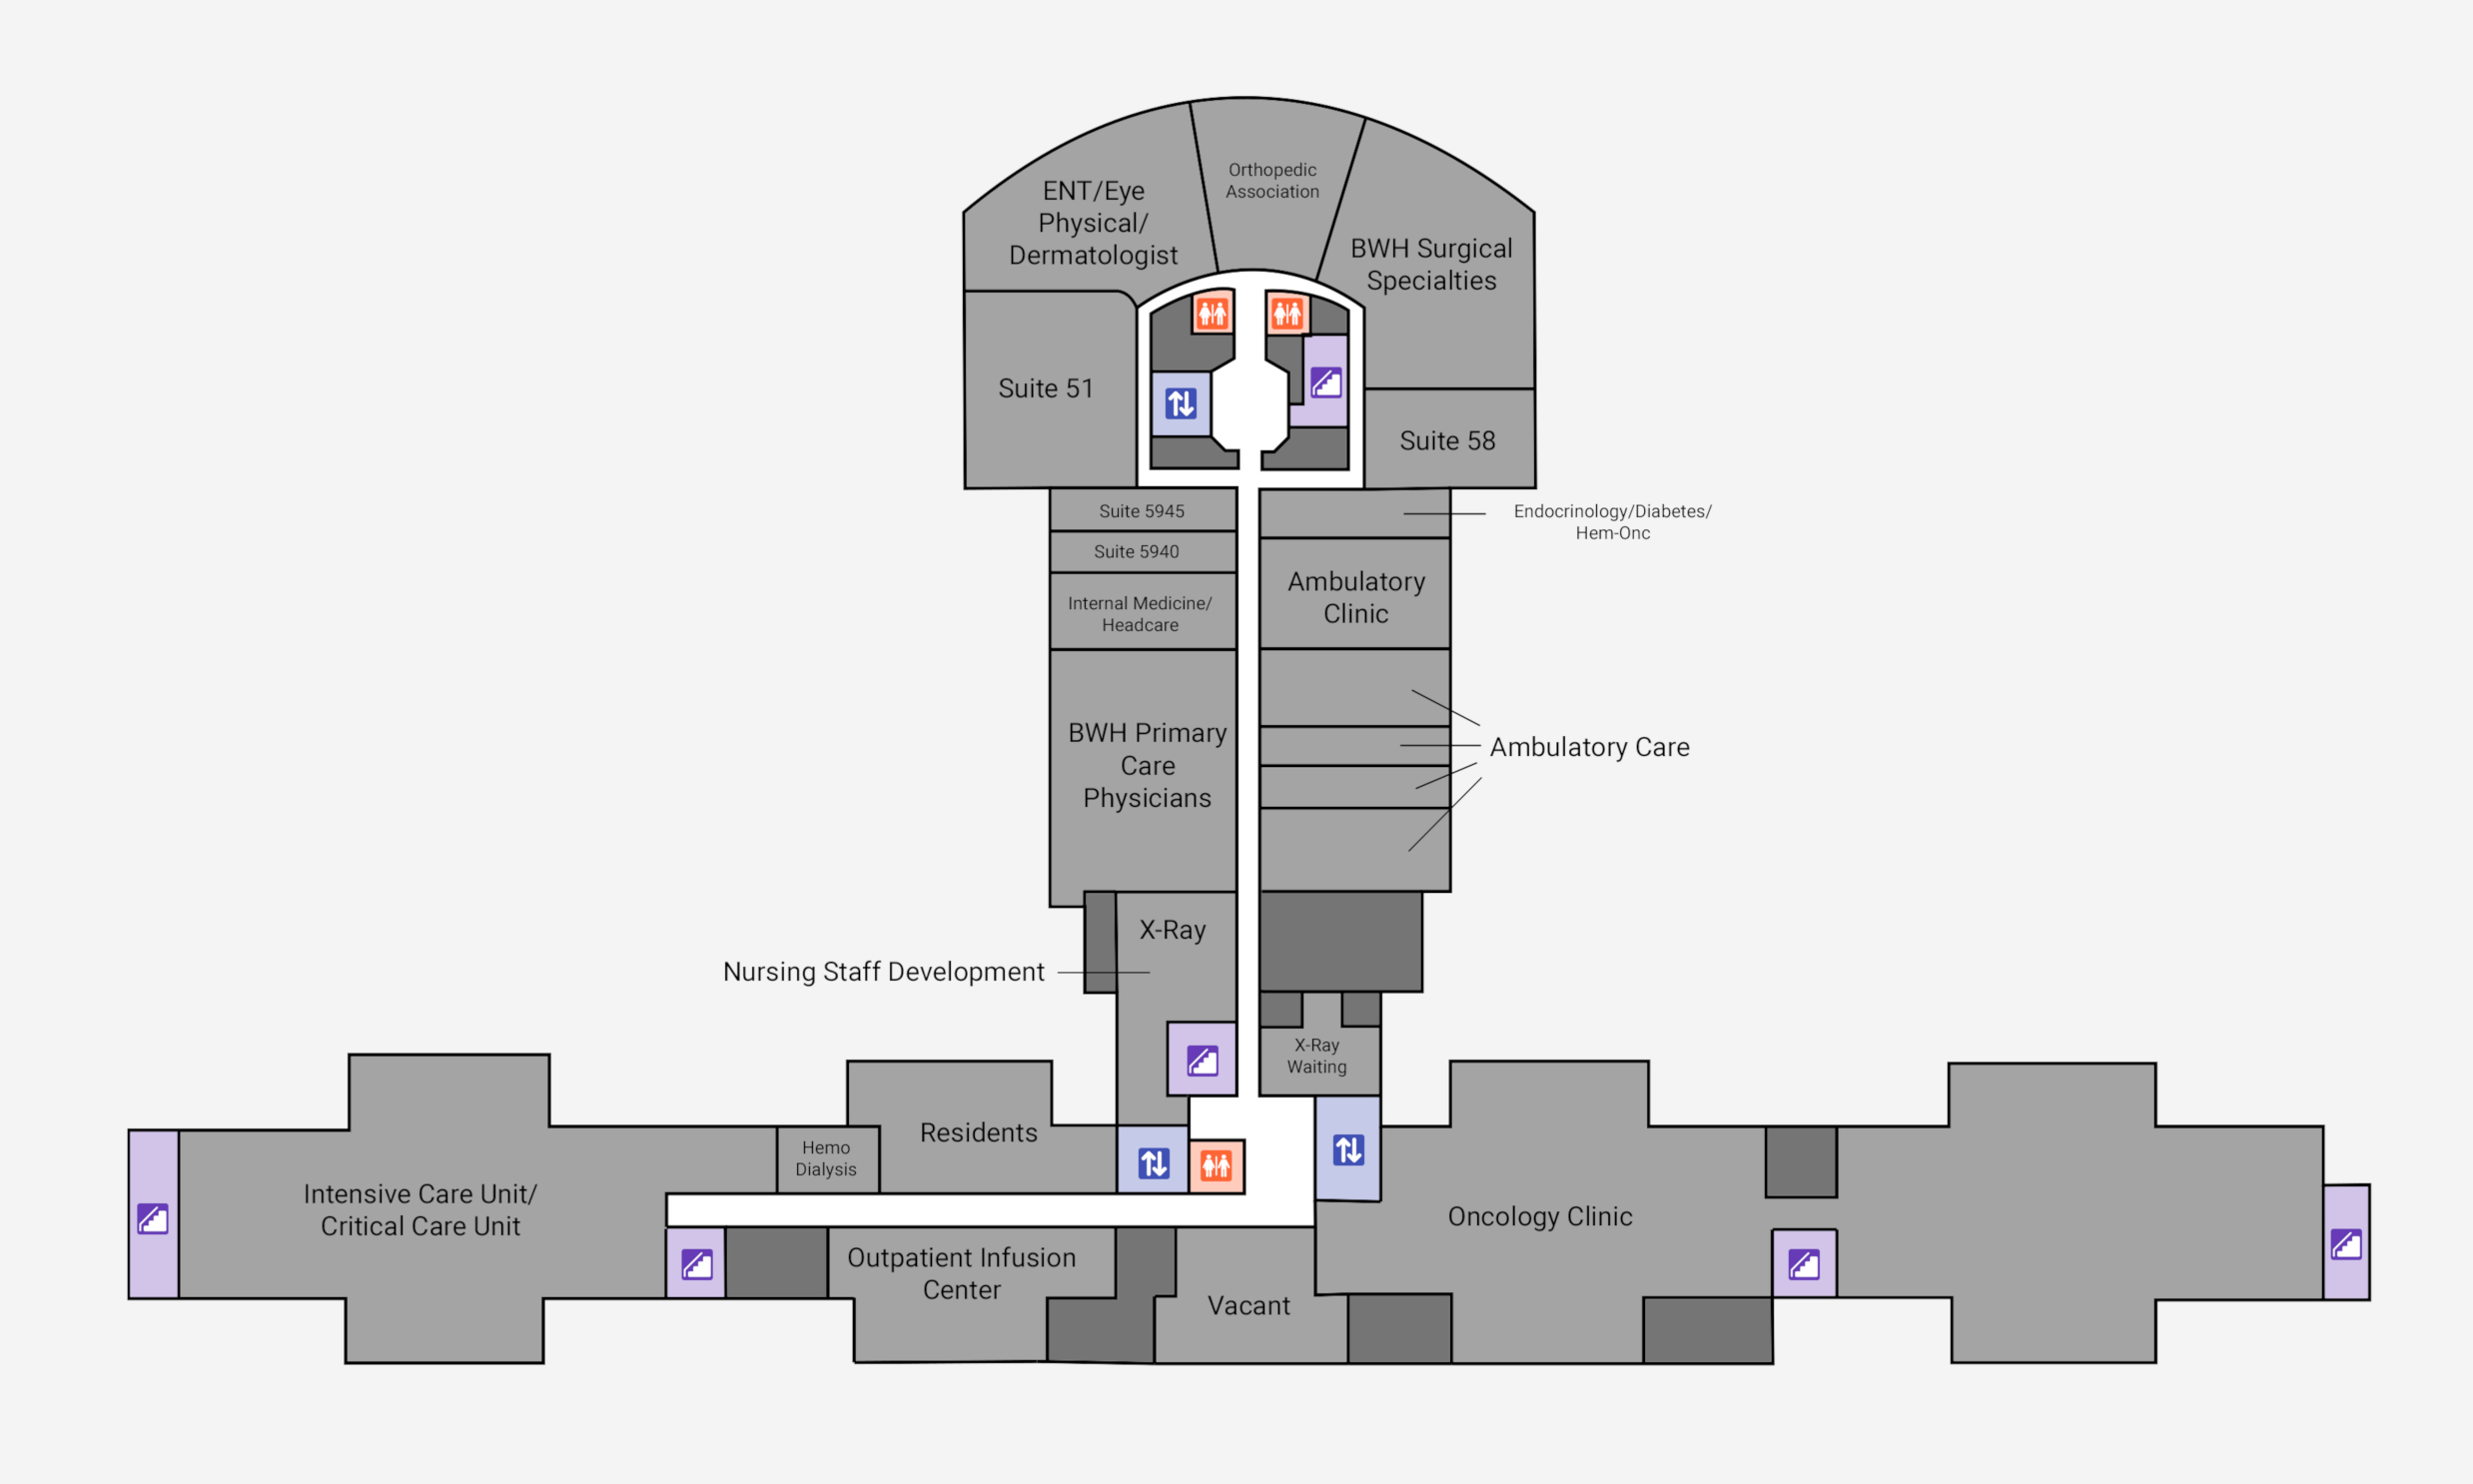 Orthopedic
Association
ENT/Eye
Physical/
Dermatologist
BWH Surgical
Specialties
Suite 51
Suite 58
Suite 5945
Endocrinology/Diabetes/
Hem-Onc
Suite 5940
Ambulatory
Clinic
Internal Medicine/
Headcare
BWH Primary
Care
Physicians
Ambulatory Care
X-Ray
Nursing Staff Development
X-Ray
Waiting
Residents
Hemo
Dialysis
Intensive Care Unit/
Critical Care Unit
Oncology Clinic
Outpatient Infusion
Center
Vacant